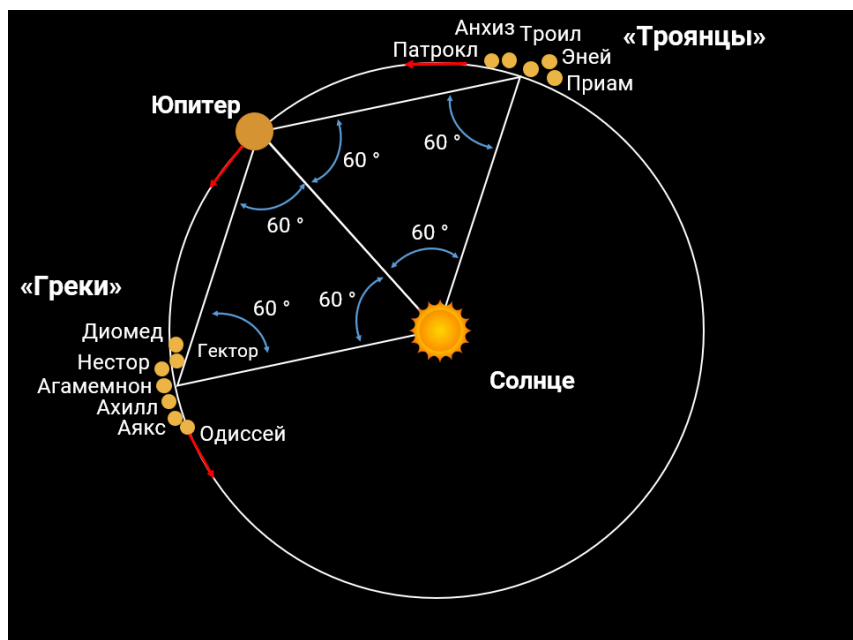 Анхиз
Троил
«Троянцы»
Патрокл
Эней
Приам
Юпитер
60 °
60 °
60 °
60 °
«Греки»
60 °
60 °
Диомед
Гектор
Нестор
Агамемнон
Солнце
Ахилл
Аякс
Одиссей